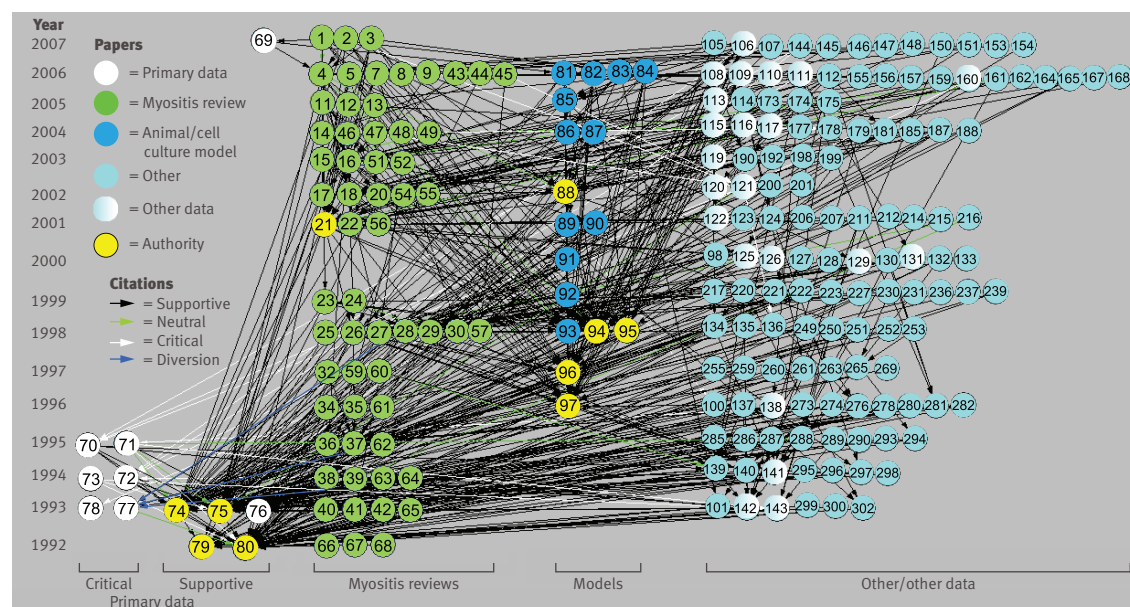 Year
Papers
= Primary data
= Myositis review
= Animal/cell
culture model
= Other
= Other data
= Authority
Citations
= Supportive
= Neutral
= Critical
= Diversion
2007 69 1 2 3 105 106 107 144 145 146 147 148 150 151 153 154
2006 4 5 7 8 9 43 44 45 81 82 83 84 108 109 110 111 112 155 156 157 159 160 161 162 164 165 167 168
2005 11 12 13 85 113 114 173 174 175
2004 14 46 47 48 49 86 87 115 116 117 177 178 179 181 185 187 188
2003 15 16 51 52 119 190 192 198 199
2002 17 18 20 54 55 88 120 121 200 201
2001 21 22 56 89 90 122 123 124 206 207 211 212 214 215 216
2000 91 98 125 126 127 128 129 130 131 132 133
1999 23 24 92 217 220 221 222 223 227 230 231 236 237 239
1998 25 26 27 28 29 30 57 93 94 95 134 135 136 249 250 251 252 253
1997 32 59 60 96 255 259 260 261 263 265 269
1996 34 35 61 97 100 137 138 273 274 276 278 280 281 282
1995 70 71 36 37 62 285 286 287 288 289 290 293 294
1994 73 72 38 39 63 64 139 140 141 295 296 297 298
1993 78 77 74 75 76 40 41 42 65 101 142 143 299 300 302
1992 79 80 66 67 68
Critical Supportive Myositis reviews Models Other/other data
Primary data